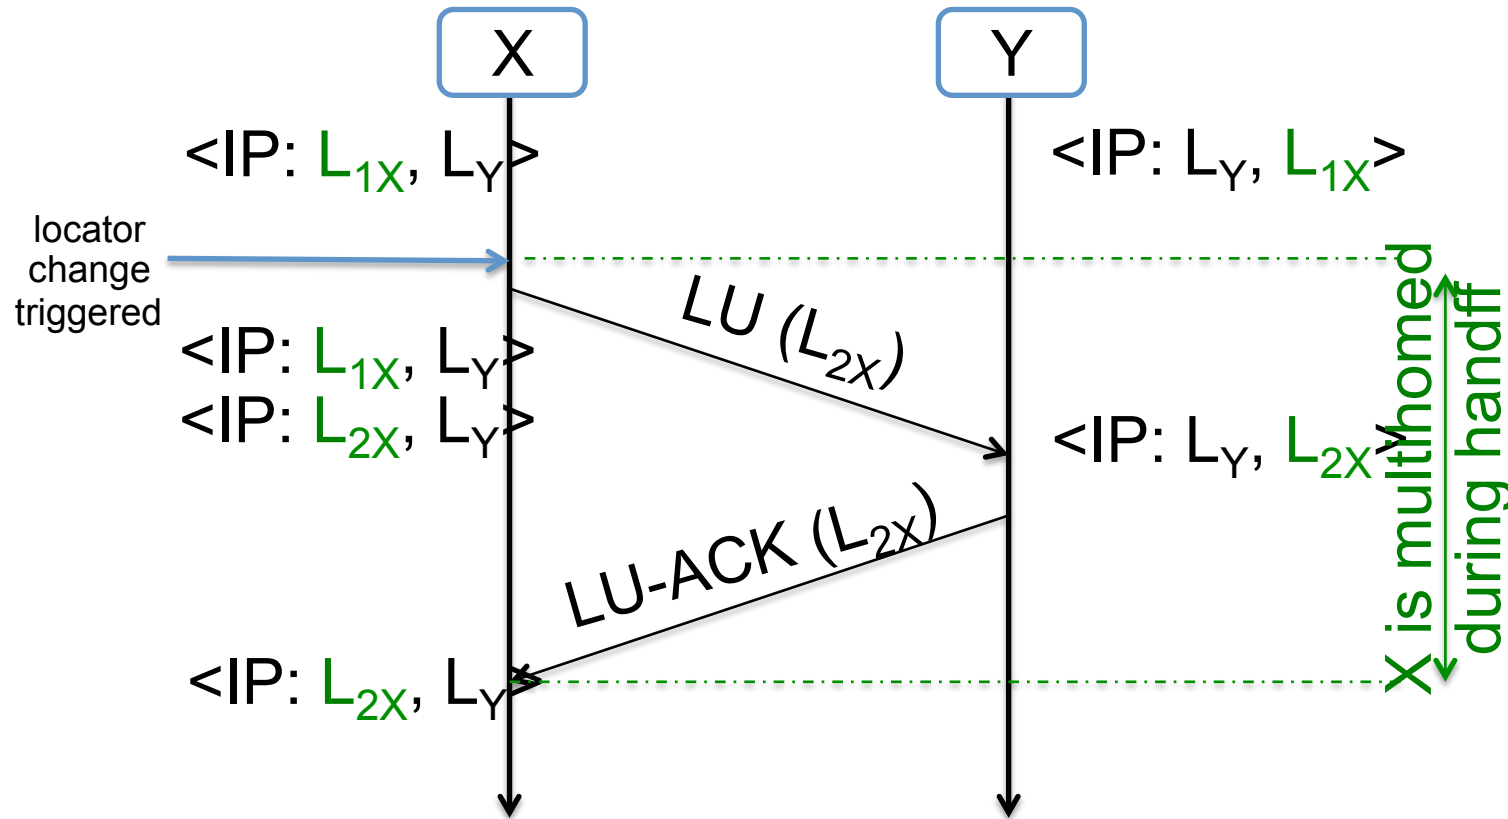 X
Y
<IP: L1X, LY>
<IP: LY, L1X>
locator
change
triggered
LU (L2X)
<IP: L1X, LY>
<IP: L2X, LY>
<IP: LY, L2X>
LU-ACK (L2X)
<IP: L2X, LY>
X is multihomed
during handff